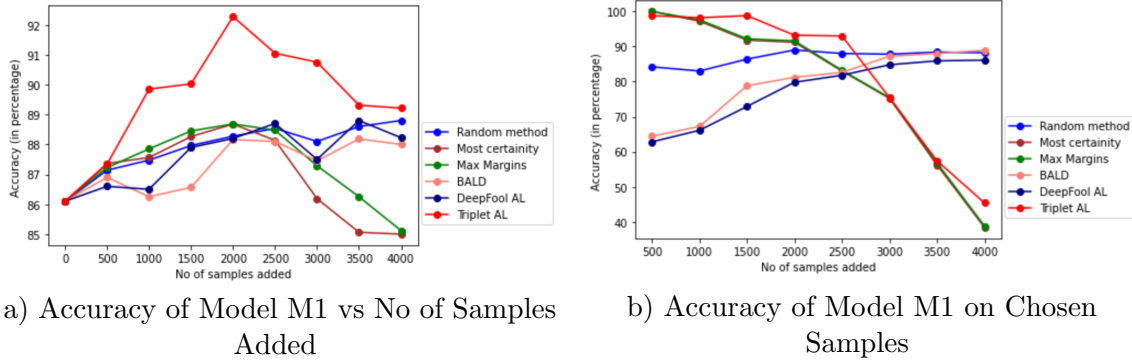 92
91
90
89
88
87
86
85
Accuracy (in percentage)
0 500 1000 1500 2000 2500 3000 3500 4000
No of samples added
Random method
Most certainity
Max Margins
BALD
DeepFool AL
Triplet AL
a) Accuracy of Model M1 vs No of Samples
Added
100
90
80
70
60
50
40
Accuracy (in percentage)
500 1000 1500 2000 2500 3000 3500 4000
No of samples added
Random method
Most certainity
Max Margins
BALD
DeepFool AL
Triplet AL
b) Accuracy of Model M1 on Chosen
Samples